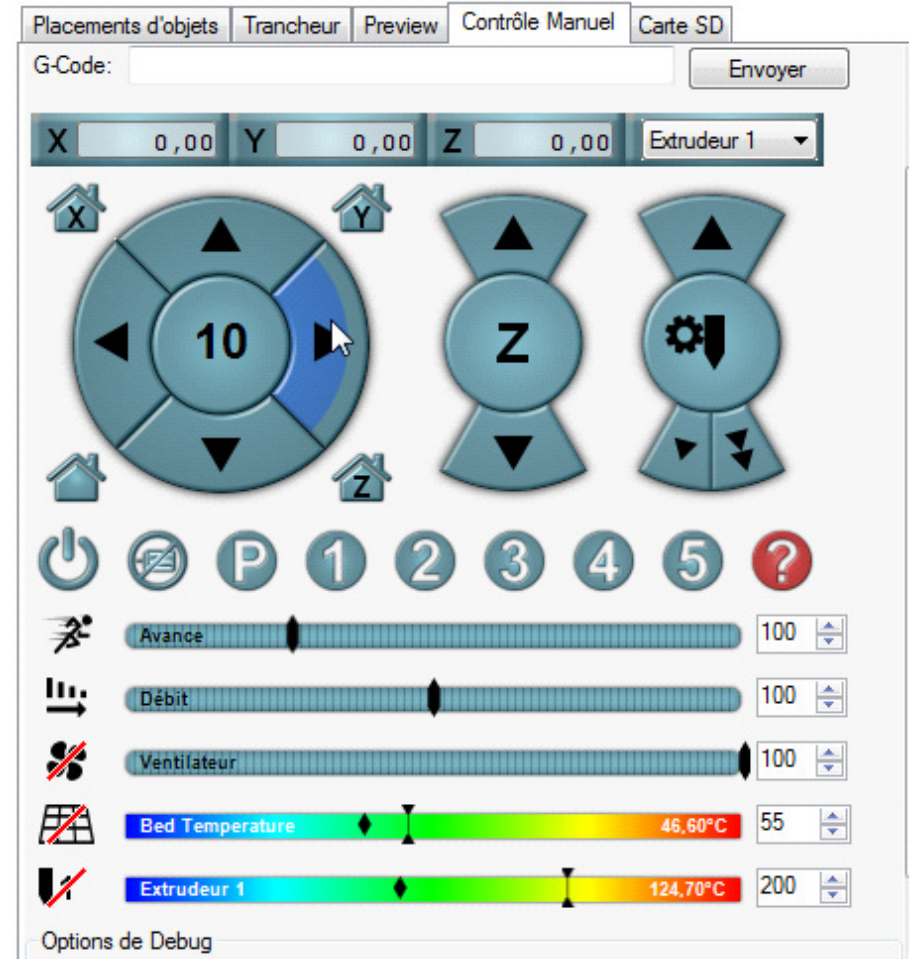 Placements d'objets Trancheur Preview Contrôle Manuel Carte SD
G-Code: Envoyer
X 0,00 Y 0,00 Z 0,00 Extrudeur 1
X Y
10 Z
Z
P 1 2 3 4 5 ?
Avance 100
Débit 100
Ventilateur 100
Bed Temperature 46,60°C 55
1 Extrudeur 1 124,70°C 200
Options de Debug